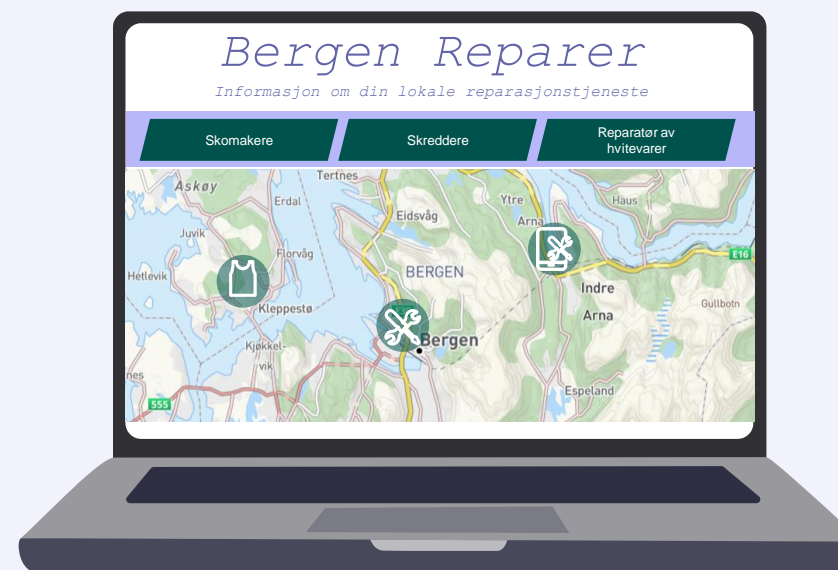 Bergen Reparer
Informasjon om din lokale reparasjonstjeneste
Skomakere
Skreddere
Reparatør av
hvitevarer
Tertnes
Askøy
Erdal
Ytre
Arna
Haus
Eidsvåg
Juvik
Florvåg
E16
Hetlevik
BERGEN
Indre
Arna
Kleppestø
Gullbotn
Bergen
Kjøkkel-
vik
nes
Espeland
555